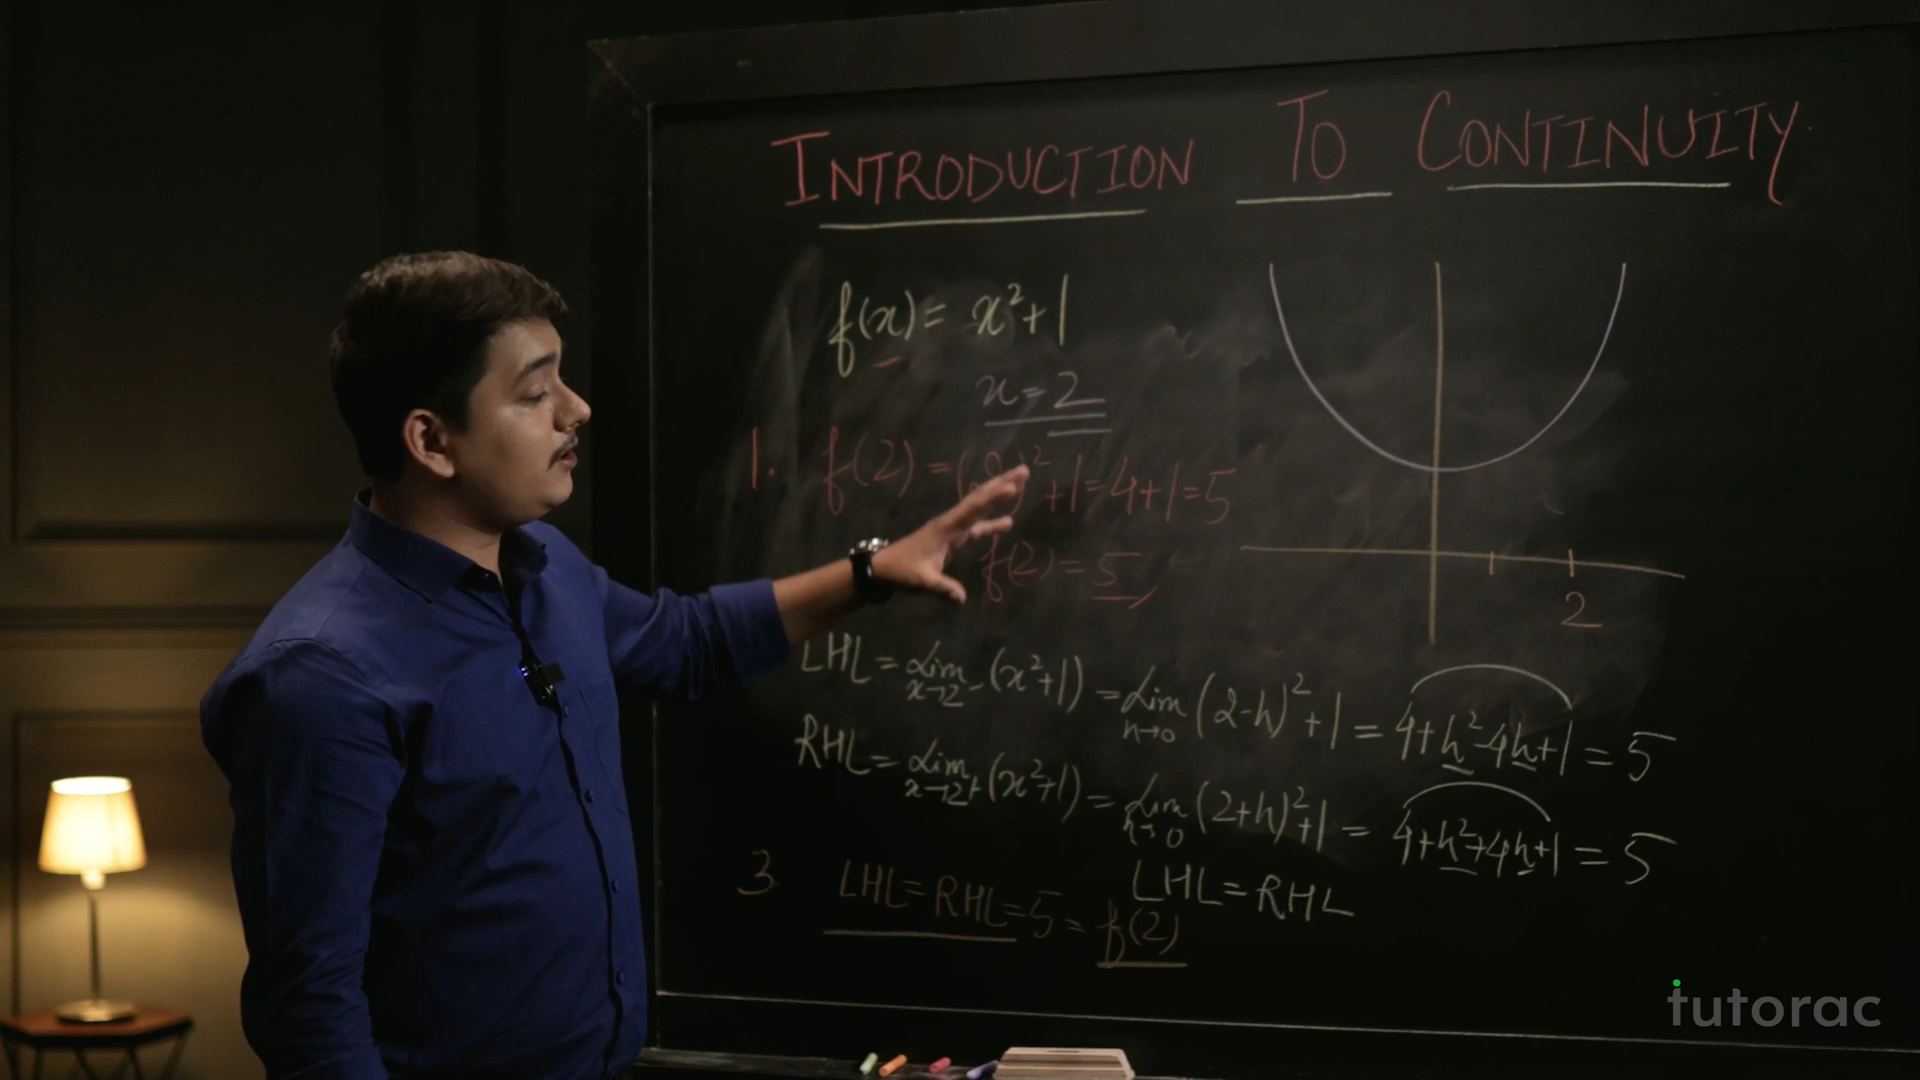 INTRODUCTION TO CONTINUITY
f(x) = x²+1
x=2
1. f(2) = (2)²+1=4+1=5
f(2) = 5
2
LHL = Lim x→2⁻ (x²+1) = Lim h→0 (2-h)²+1 = 4+h²-4h+1 = 5
RHL = Lim x→2+ (x²+1) = Lim h→0 (2+h)²+1 = 4+h²+4h+1 = 5
LHL = RHL
3. LHL = RHL = 5 = f(2)
tutorac